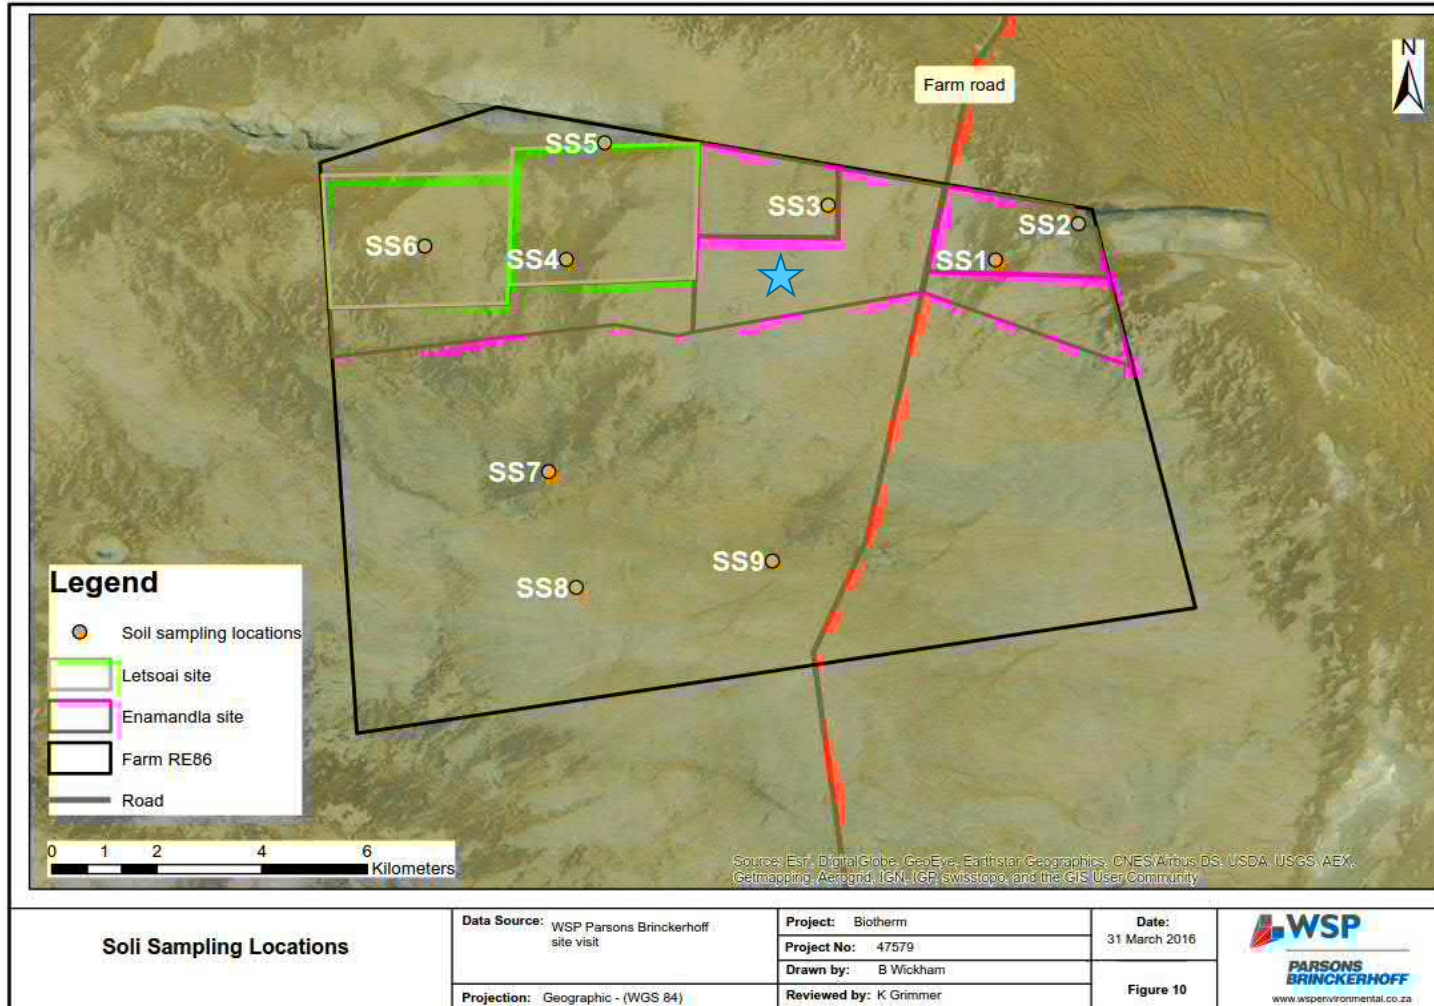 N
Farm road
SS5
SS3
SS2
SS6
SS4
SS1
SS7
SS9
SS8
Legend
Soil sampling locations
Letsoai site
Enamandla site
Farm RE86
Road
0 1 2 4 6
Kilometers
Source: Esri, DigitalGlobe, GeoEye, Earthstar Geographics, CNES/Airbus DS, USDA, USGS, AEX,
Getmapping, Aerogrid, IGN, IGP, swisstopo, and the GIS User Community
Soli Sampling Locations
Data Source: WSP Parsons Brinckerhoff
site visit
Projection: Geographic - (WGS 84)
Project: Biotherm
Project No: 47579
Drawn by: B Wickham
Reviewed by: K Grimmer
Date:
31 March 2016
Figure 10
WSP
PARSONS
BRINCKERHOFF
www.wspenvironmental.co.za